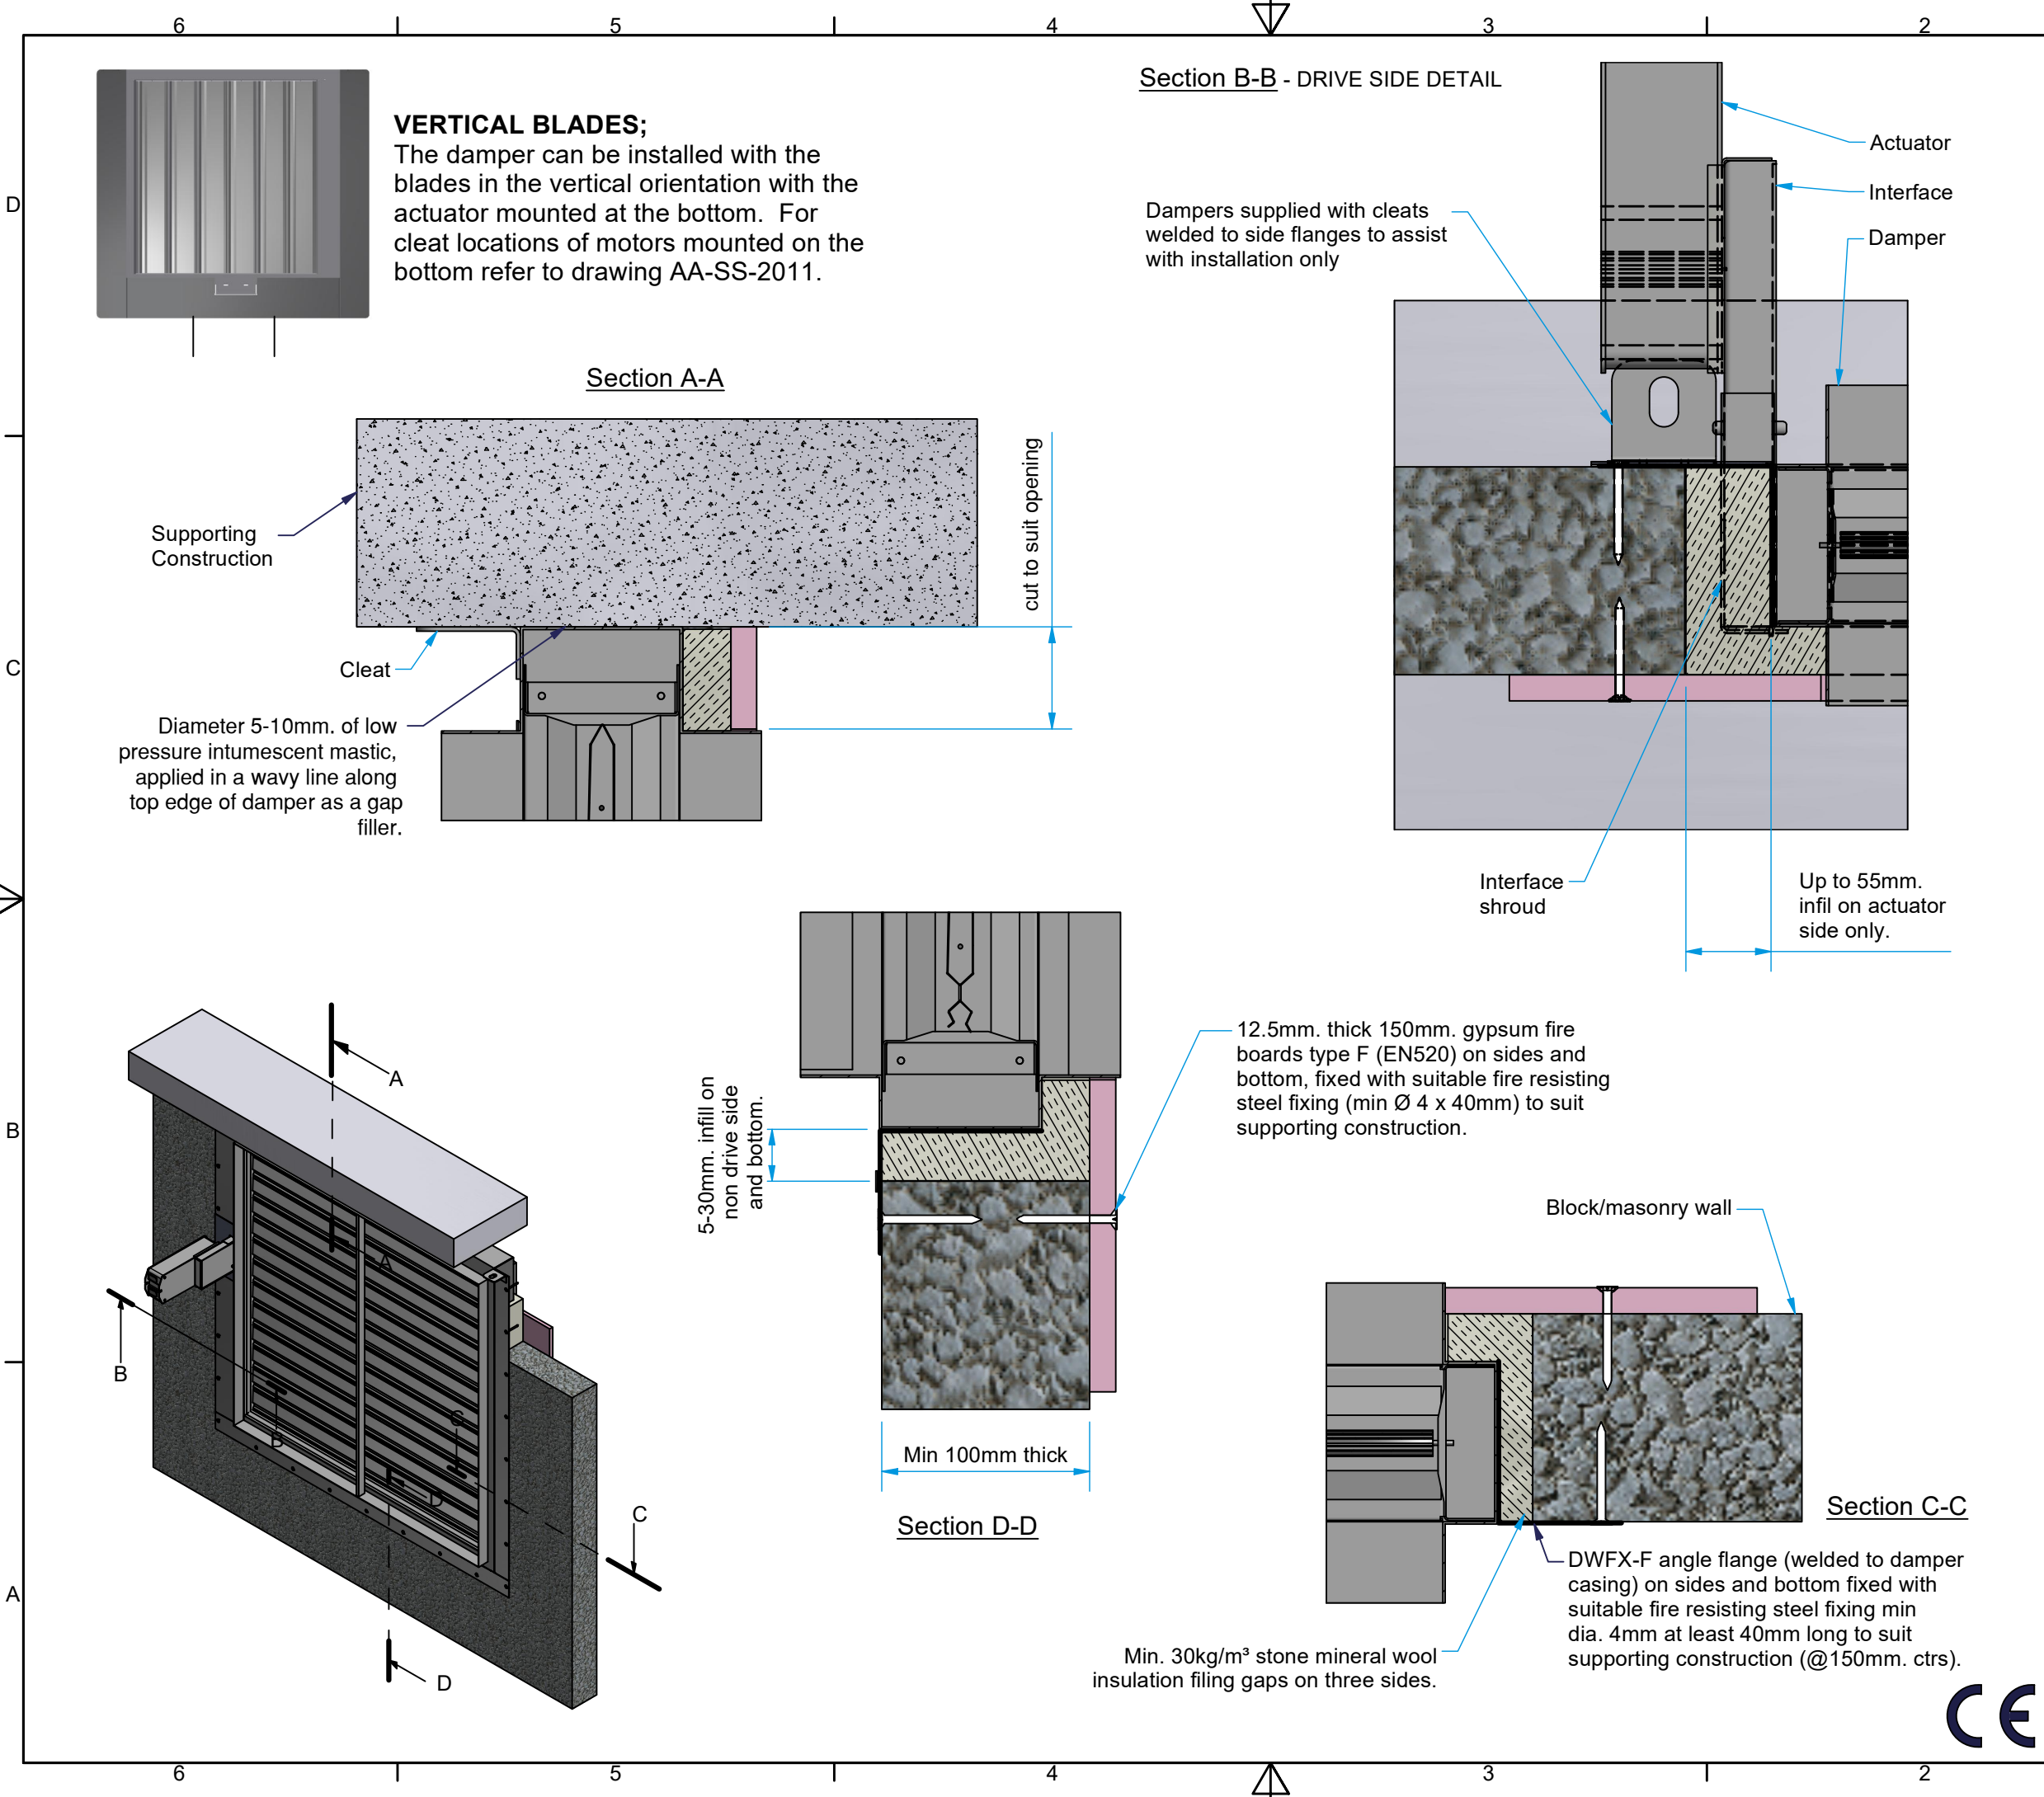 6
5
4
3
2
D
C
B
A
VERTICAL BLADES;
The damper can be installed with the
blades in the vertical orientation with the
actuator mounted at the bottom.  For
cleat locations of motors mounted on the
bottom refer to drawing AA-SS-2011.
Section B-B - DRIVE SIDE DETAIL
Actuator
Interface
Damper
Dampers supplied with cleats
welded to side flanges to assist
with installation only
Interface
shroud
Up to 55mm.
infil on actuator
side only.
Section A-A
Supporting
Construction
cut to suit opening
Cleat
Diameter 5-10mm. of low
pressure intumescent mastic,
applied in a wavy line along
top edge of damper as a gap
filler.
A
A
B
B
C
C
D
D
5-30mm. infill on
non drive side
and bottom.
12.5mm. thick 150mm. gypsum fire
boards type F (EN520) on sides and
bottom, fixed with suitable fire resisting
steel fixing (min Ø 4 x 40mm) to suit
supporting construction.
Min 100mm thick
Section D-D
Block/masonry wall
Section C-C
DWFX-F angle flange (welded to damper
casing) on sides and bottom fixed with
suitable fire resisting steel fixing min
dia. 4mm at least 40mm long to suit
supporting construction (@150mm. ctrs).
Min. 30kg/m³ stone mineral wool
insulation filing gaps on three sides.
CE
6
5
4
3
2